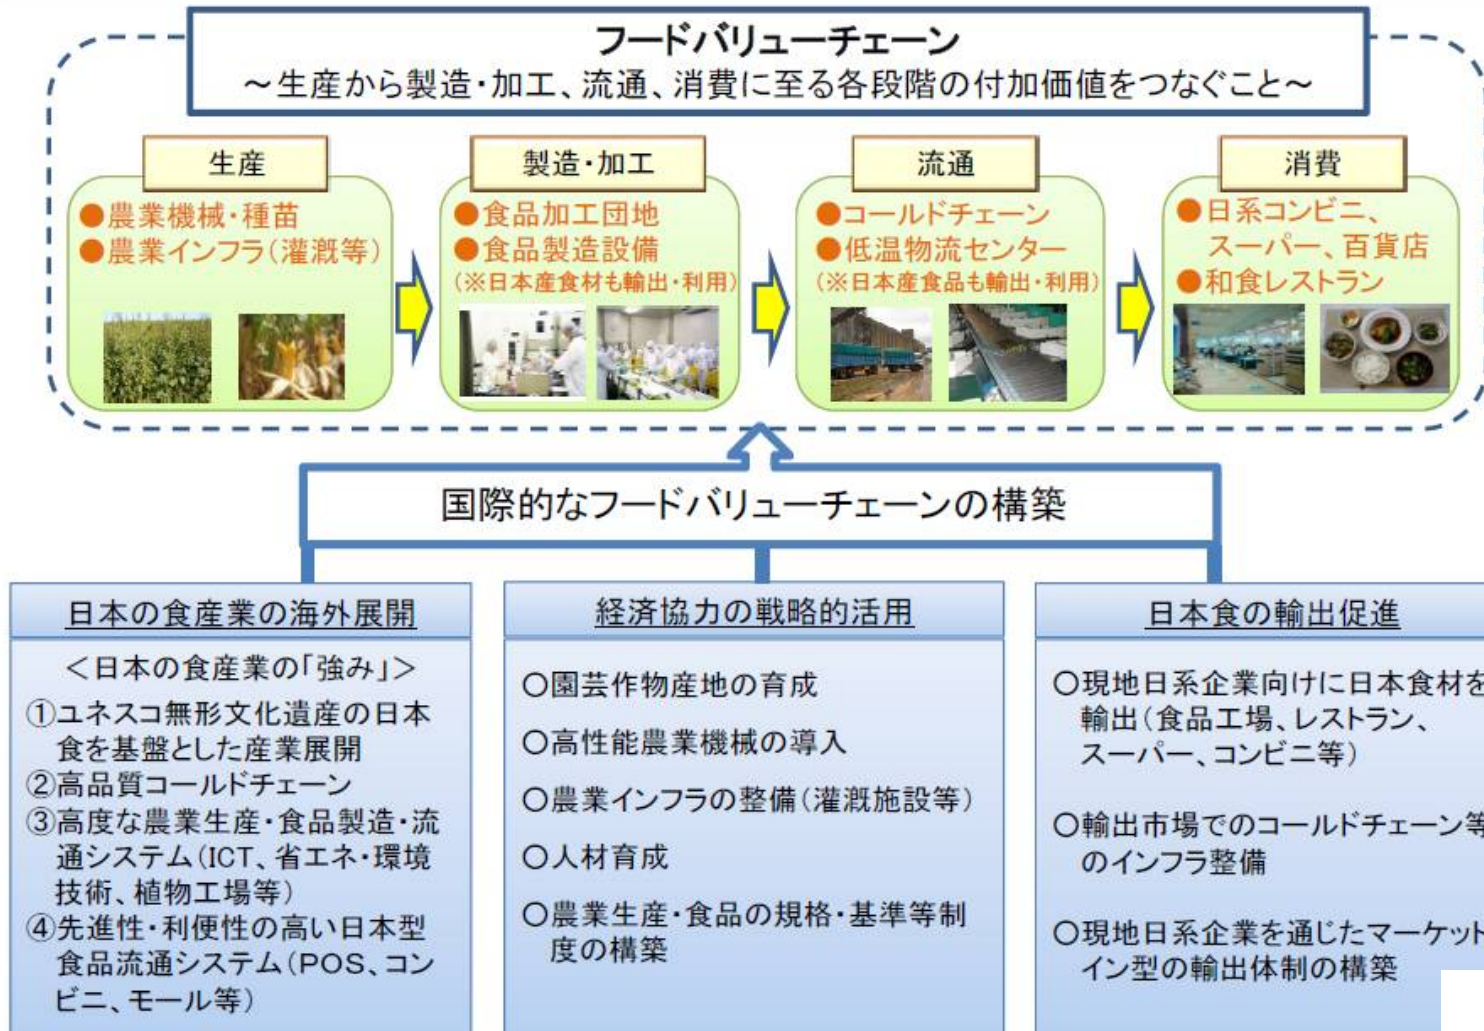 フードバリューチェーン
～生産から製造・加工、流通、消費に至る各段階の付加価値をつなぐこと～
生産
●農業機械・種苗
●農業インフラ（灌漑等）
製造・加工
●食品加工団地
●食品製造設備
（※日本産食材も輸出・利用）
流通
●コールドチェーン
●低温物流センター
（※日本産食品も輸出・利用）
消費
●日系コンビニ、
スーパー、百貨店
●和食レストラン
国際的なフードバリューチェーンの構築
日本の食産業の海外展開
＜日本の食産業の「強み」＞
①ユネスコ無形文化遺産の日本
食を基盤とした産業展開
②高品質コールドチェーン
③高度な農業生産・食品製造・流
通システム（ICT、省エネ・環境
技術、植物工場等）
④先進性・利便性の高い日本型
食品流通システム（POS、コン
ビニ、モール等）
経済協力の戦略的活用
○園芸作物産地の育成
○高性能農業機械の導入
○農業インフラの整備（灌漑施設等）
○人材育成
○農業生産・食品の規格・基準等制
度の構築
日本食の輸出促進
○現地日系企業向けに日本食材を
輸出（食品工場、レストラン、
スーパー、コンビニ等）
○輸出市場でのコールドチェーン等
のインフラ整備
○現地日系企業を通じたマーケット
イン型の輸出体制の構築